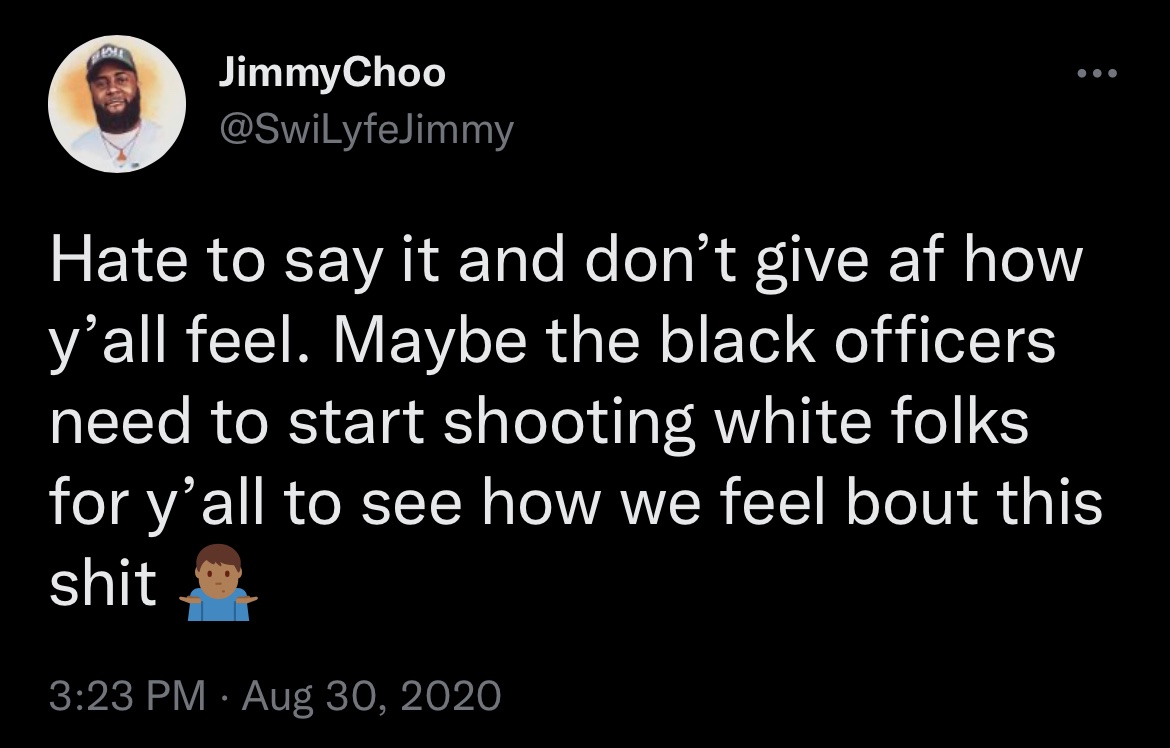 JimmyChoo
@SwiLyfeJimmy
Hate to say it and don’t give af how
y’all feel. Maybe the black officers
need to start shooting white folks
for y’all to see how we feel bout this
shit 🤷🏽‍♂️
3:23 PM · Aug 30, 2020